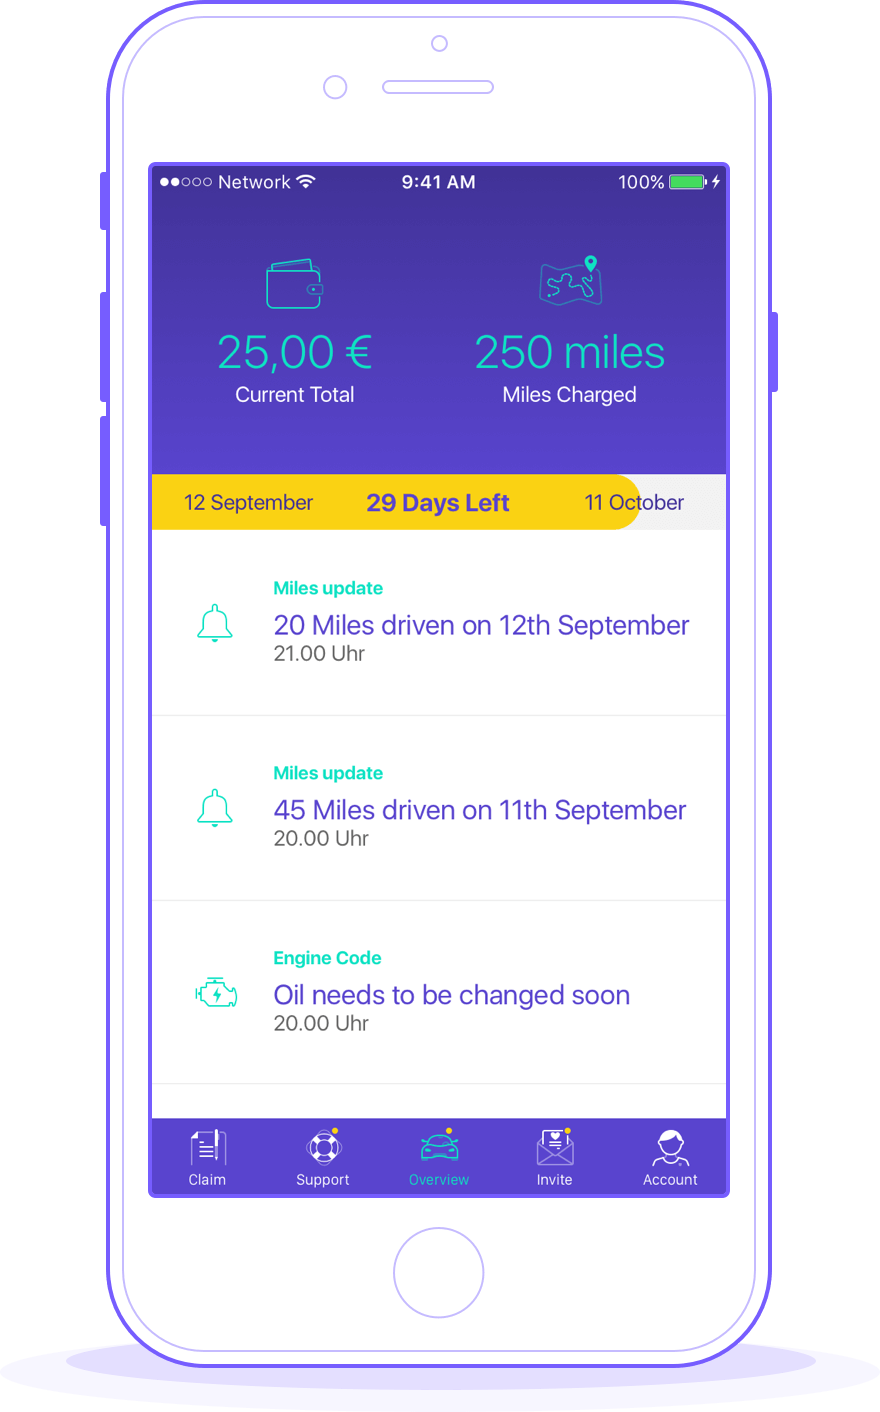 Network 9:41 AM 100%
25,00 € 250 miles
Current Total Miles Charged
12 September 29 Days Left 11 October
Miles update
20 Miles driven on 12th September
21.00 Uhr
Miles update
45 Miles driven on 11th September
20.00 Uhr
Engine Code
Oil needs to be changed soon
20.00 Uhr
Claim Support Overview Invite Account